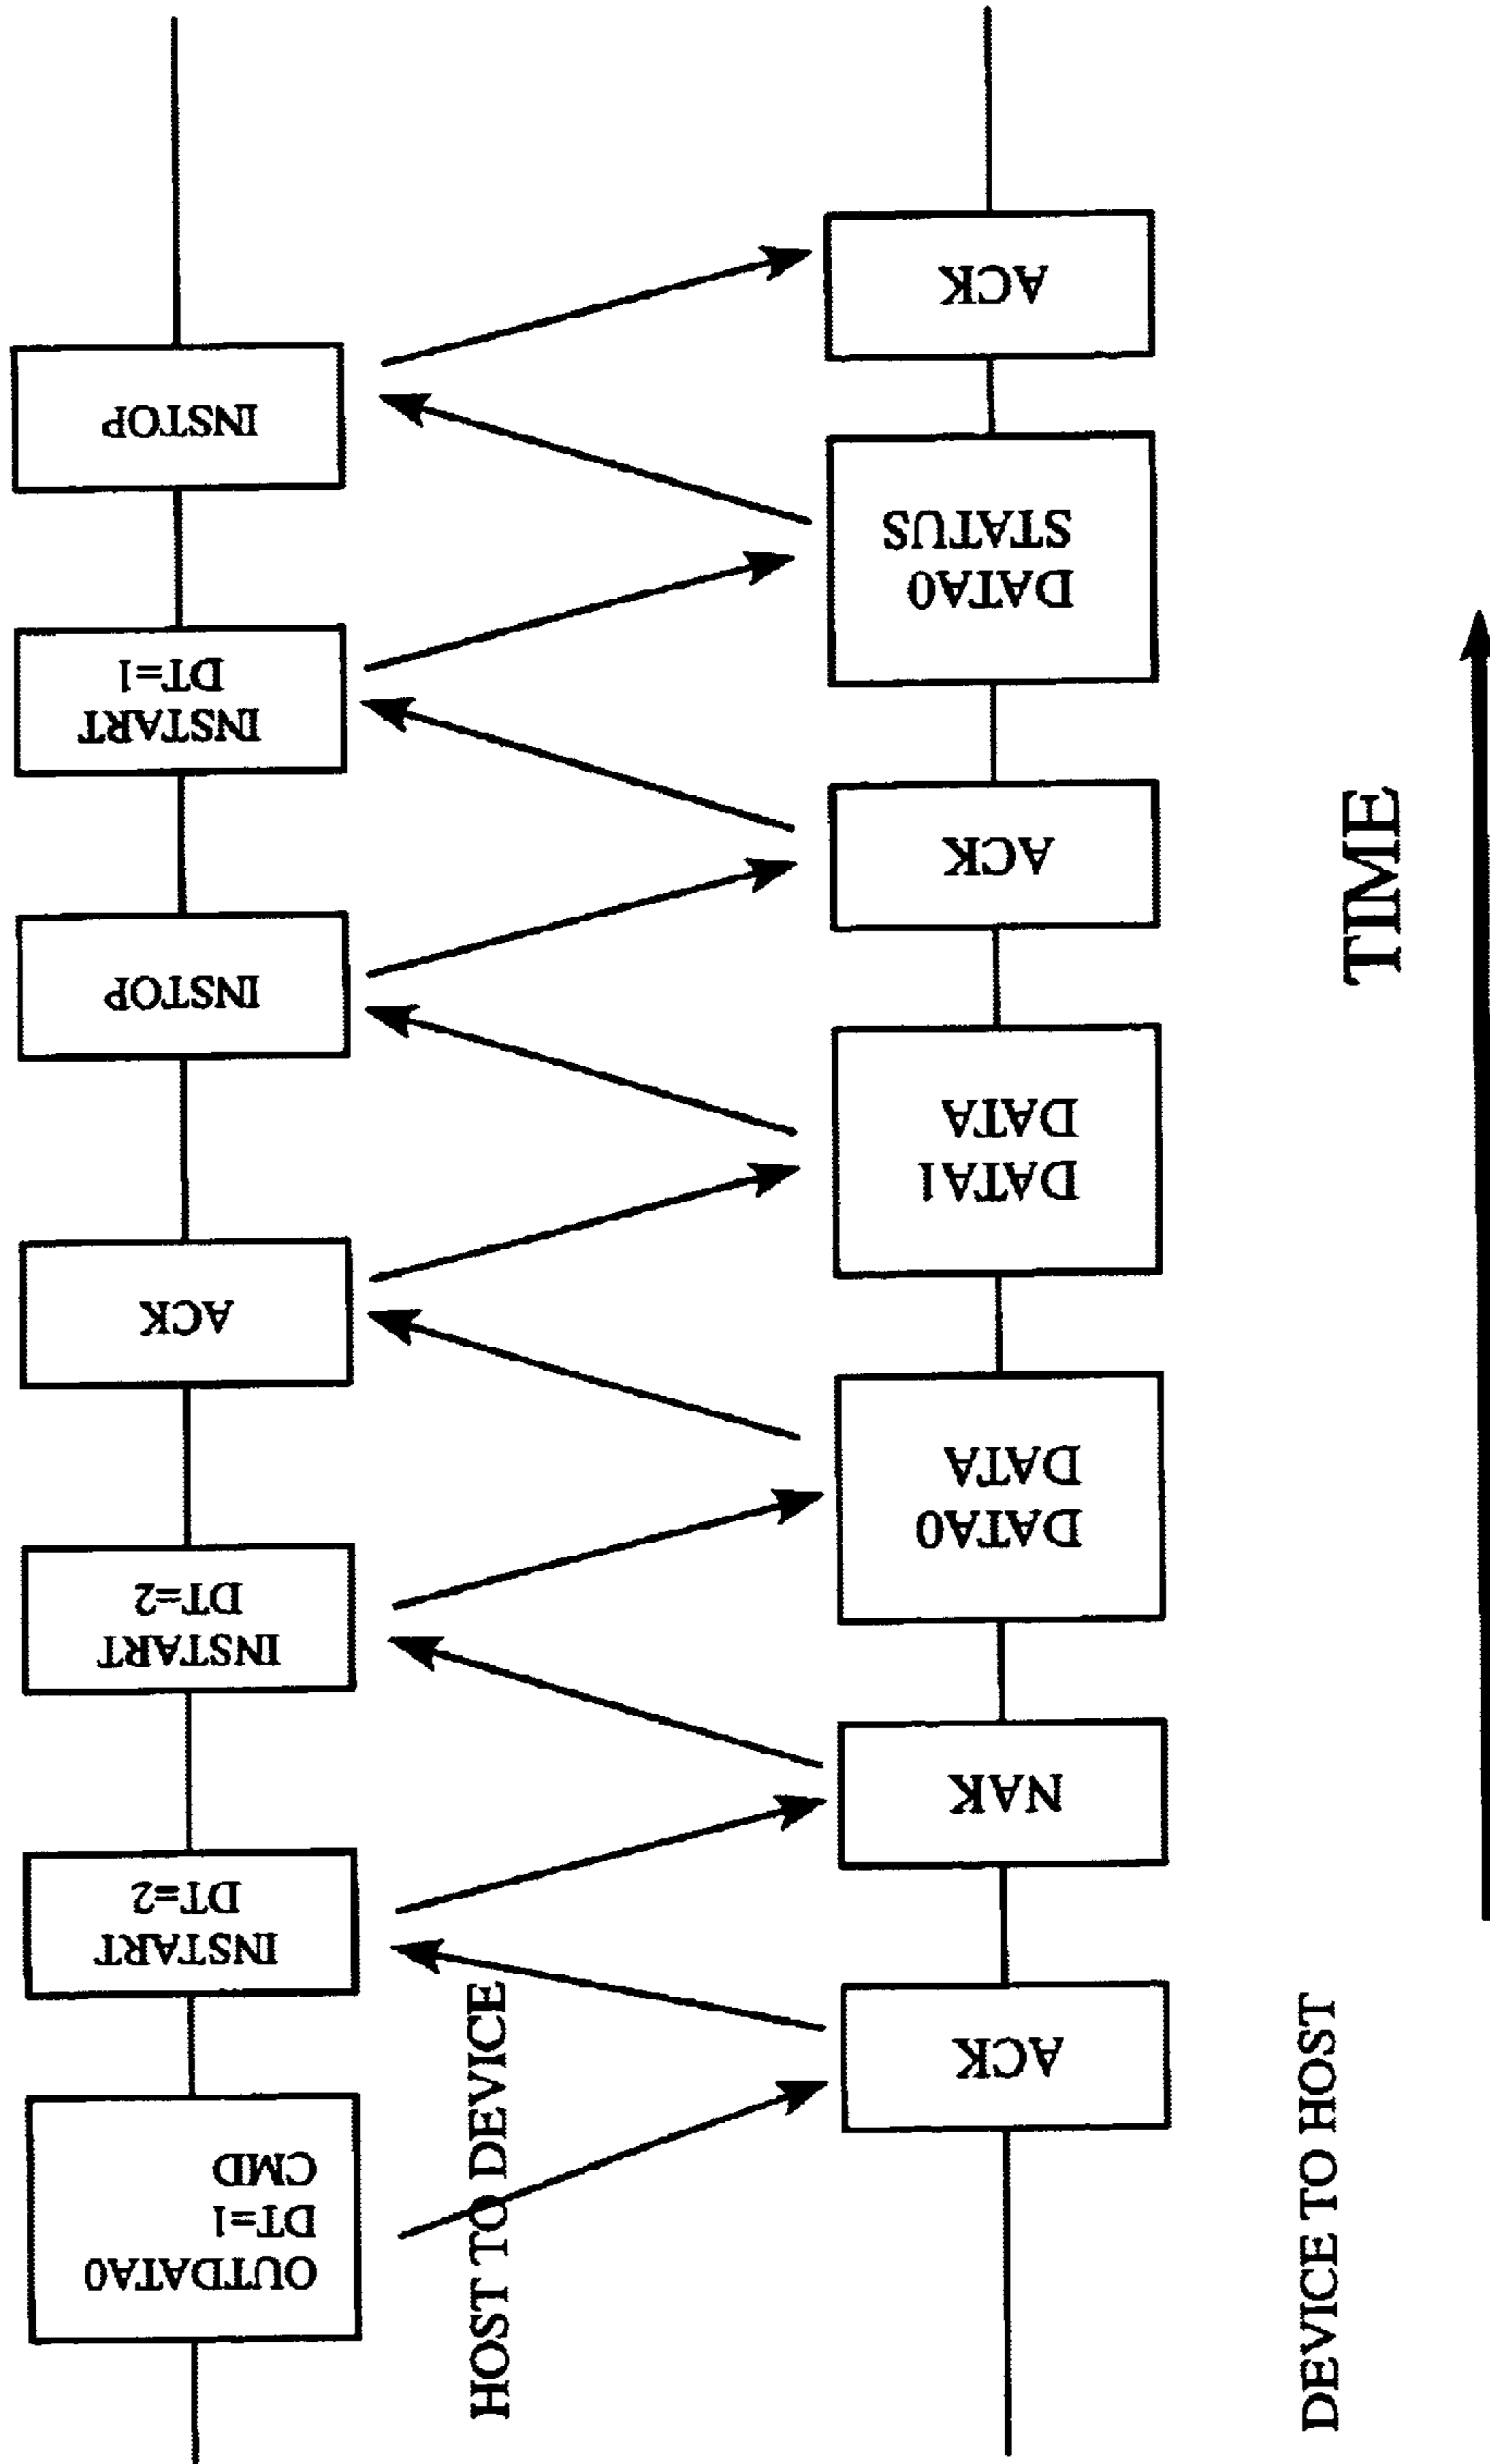 OUTDATA0
DT=1
CMD
INSTART
DT=2
INSTART
DT=2
ACK
INSTOP
INSTART
DT=1
INSTOP
HOST TO DEVICE
ACK
NAK
DATA0
DATA
DATA1
DATA
ACK
DATA0
STATUS
ACK
DEVICE TO HOST
TIME